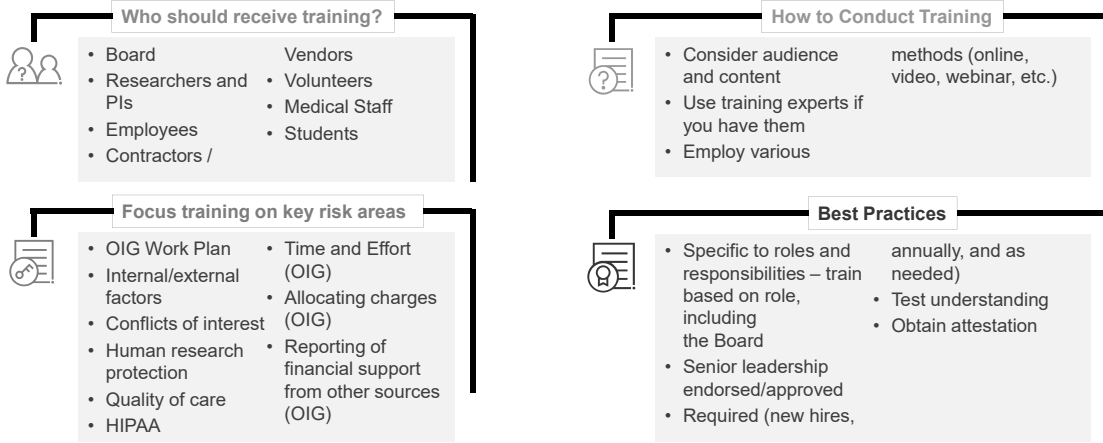 Who should receive training?
• Board
• Researchers and
PIs
• Employees
• Contractors /
Vendors
• Volunteers
• Medical Staff
• Students
How to Conduct Training
• Consider audience
and content
• Use training experts if
you have them
• Employ various
methods (online,
video, webinar, etc.)
Focus training on key risk areas
• OIG Work Plan
• Internal/external
factors
• Conflicts of interest
• Human research
protection
• Quality of care
• HIPAA
• Time and Effort
(OIG)
• Allocating charges
(OIG)
• Reporting of
financial support
from other sources
(OIG)
Best Practices
• Specific to roles and
responsibilities – train
based on role,
including
the Board
• Senior leadership
endorsed/approved
• Required (new hires,
annually, and as
needed)
• Test understanding
• Obtain attestation